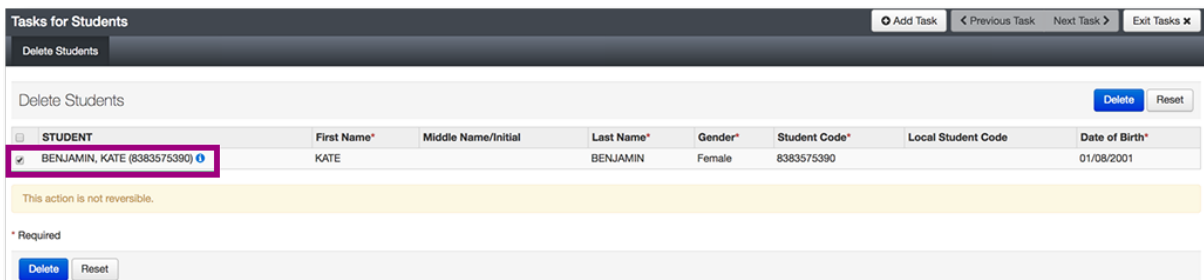 Tasks for Students Add Task Previous Task Next Task Exit Tasks x
Delete Students
Delete Students Delete Reset
STUDENT First Name* Middle Name/Initial Last Name* Gender* Student Code* Local Student Code Date of Birth*
BENJAMIN, KATE (8383575390) KATE BENJAMIN Female 8383575390 01/08/2001
This action is not reversible.
* Required
Delete Reset